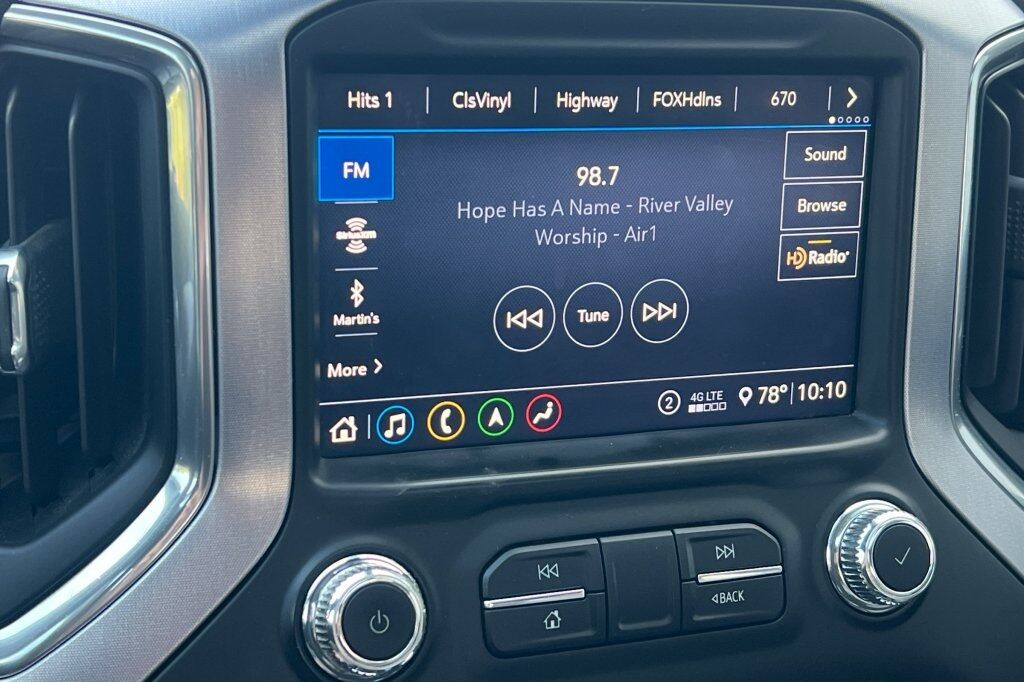 Hits 1 | ClsVinyl | Highway | FOXHdlns | 670
FM
98.7
Hope Has A Name - River Valley
Worship - Air1
Sound
Browse
HD Radio
SiriusXM
Martin's
Tune
More
2 4G LTE 78° 10:10
BACK